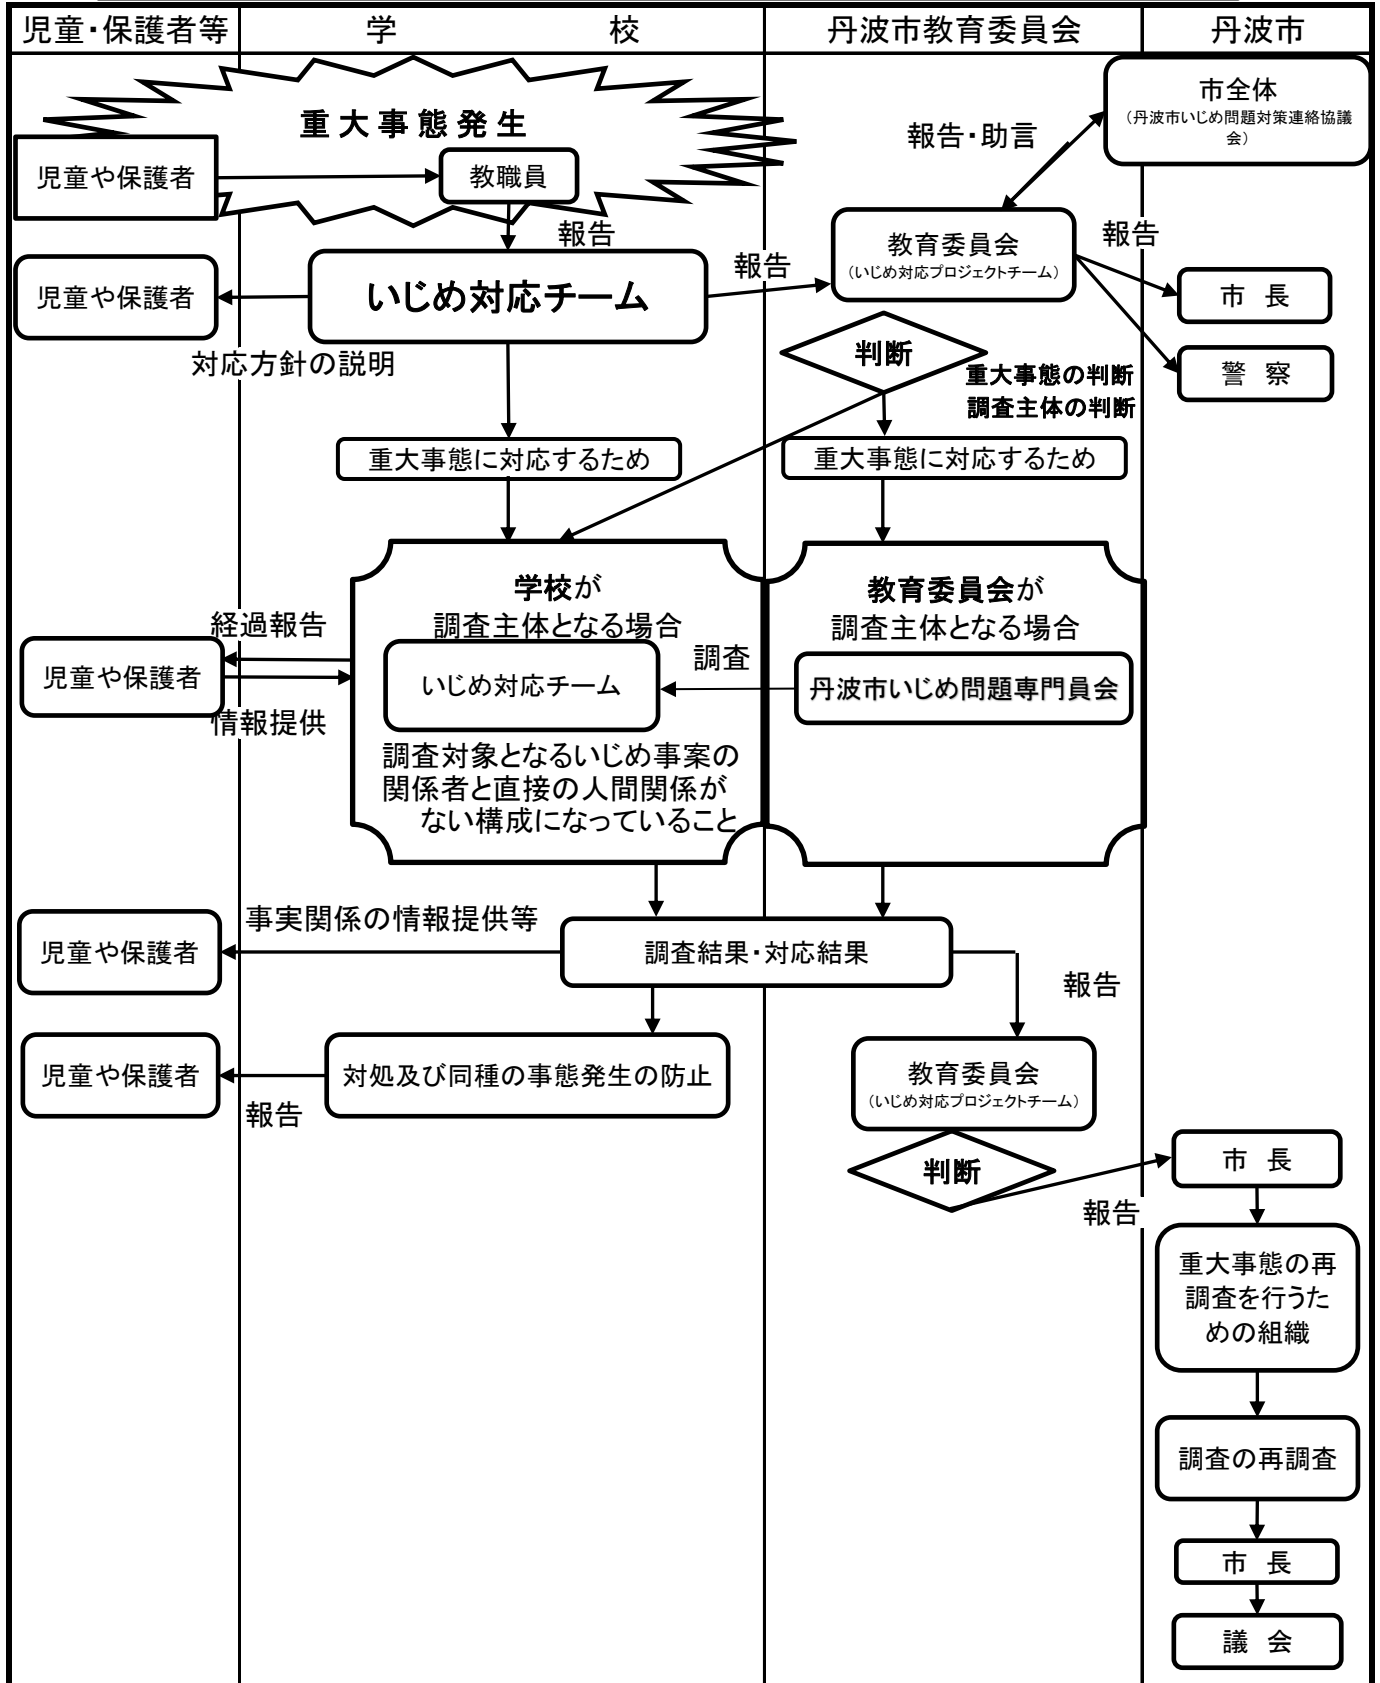 児童・保護者等
学　校
丹波市教育委員会
丹波市
重大事態発生
児童や保護者
教職員
報告
市全体
（丹波市いじめ問題対策連絡協議
会）
報告・助言
児童や保護者
いじめ対応チーム
報告
教育委員会
（いじめ対応プロジェクトチーム）
報告
市　長
警　察
対応方針の説明
判断
重大事態の判断
調査主体の判断
重大事態に対応するため
重大事態に対応するため
学校が
調査主体となる場合
教育委員会が
調査主体となる場合
経過報告
児童や保護者
情報提供
いじめ対応チーム
調査
丹波市いじめ問題専門員会
調査対象となるいじめ事案の
関係者と直接の人間関係が
ない構成になっていること
事実関係の情報提供等
児童や保護者
調査結果・対応結果
報告
児童や保護者
対処及び同種の事態発生の防止
報告
教育委員会
（いじめ対応プロジェクトチーム）
判断
報告
市　長
重大事態の再
調査を行うた
めの組織
調査の再調査
市　長
議　会